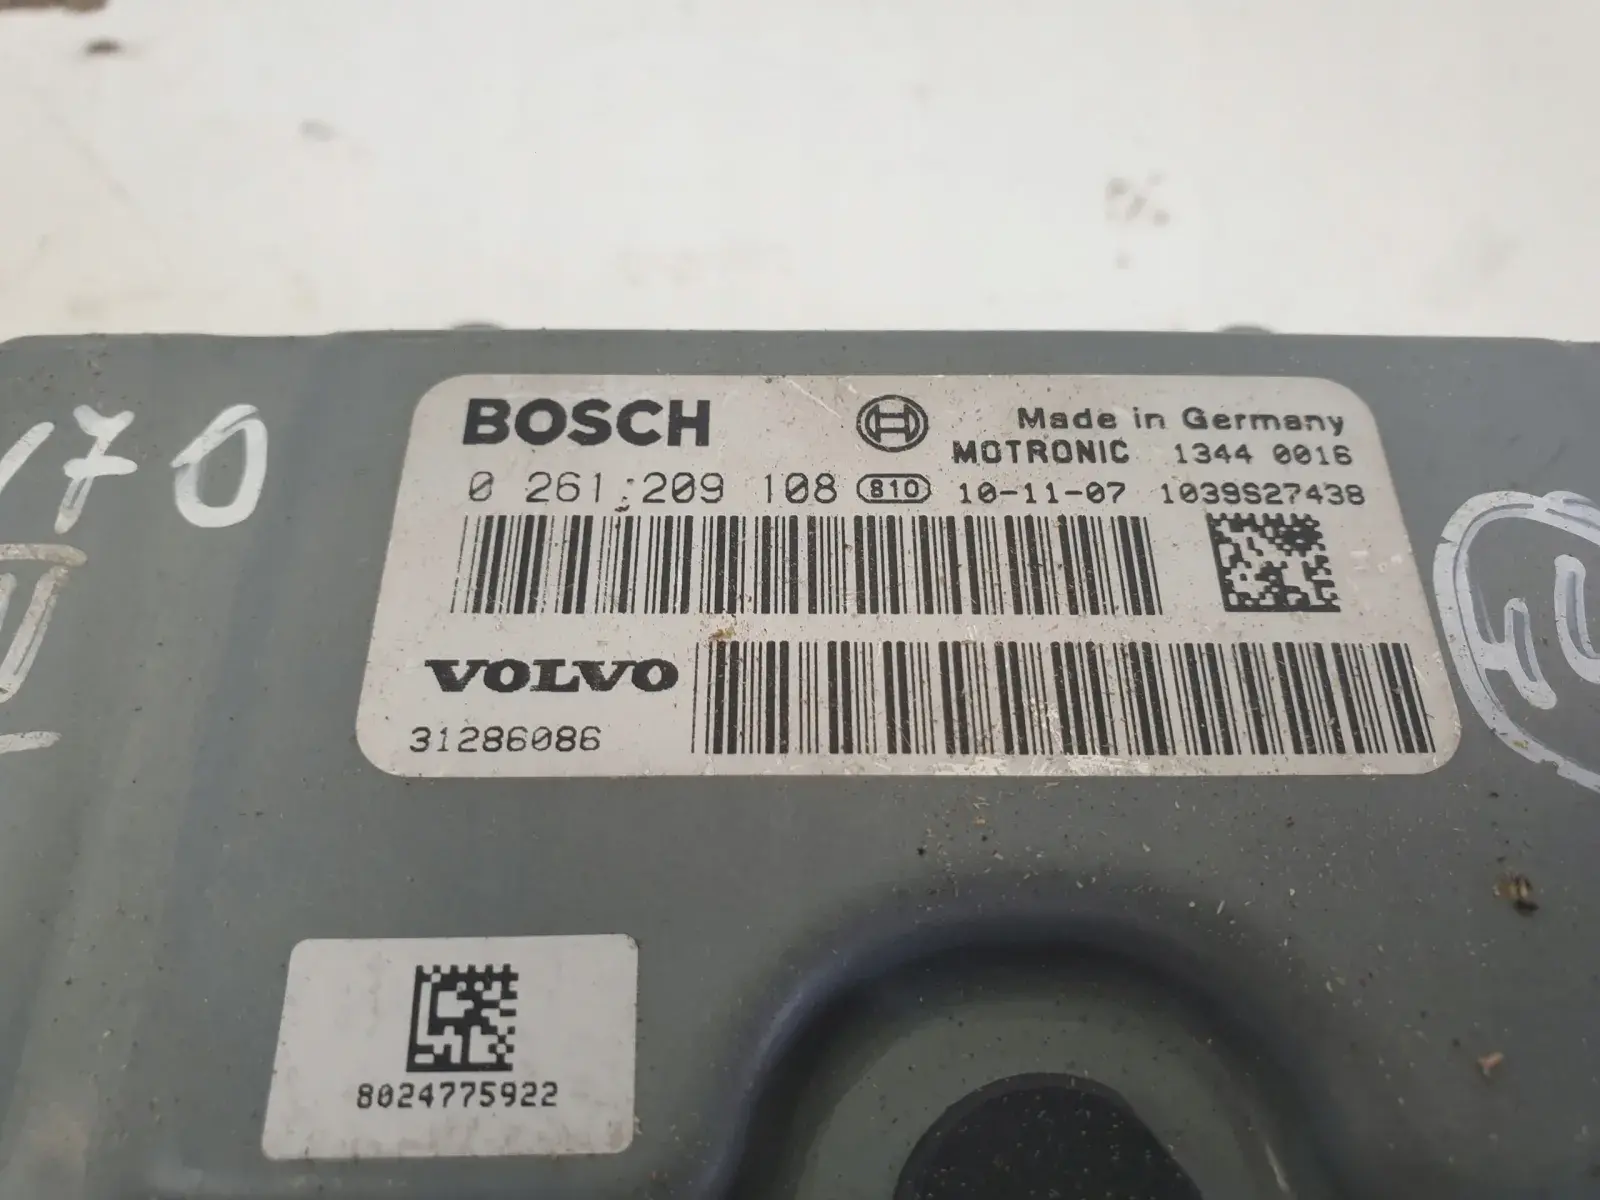 BOSCH
Made in Germany
MOTRONIC 1344 0016
0 261 209 108 810 10-11-07 1039S27438
VOLVO
31286086
8024775922
70